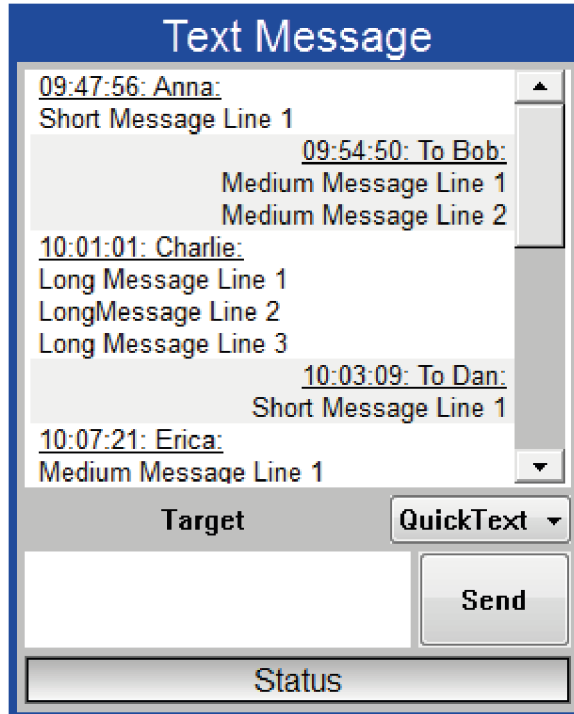 Text Message
09:47:56: Anna:
Short Message Line 1
09:54:50: To Bob:
Medium Message Line 1
Medium Message Line 2
10:01:01: Charlie:
Long Message Line 1
LongMessage Line 2
Long Message Line 3
10:03:09: To Dan:
Short Message Line 1
10:07:21: Erica:
Medium Message Line 1
Target
QuickText
Send
Status